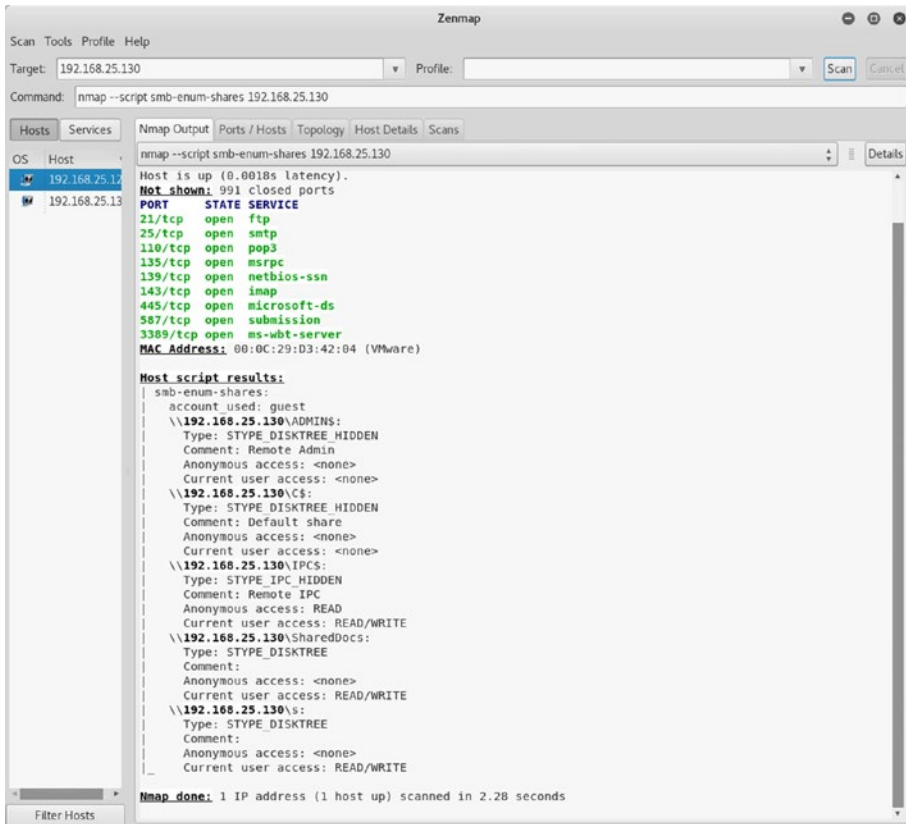 Zenmap
Scan Tools Profile Help
Target: 192.168.25.130 Profile: Scan Cancel
Command: nmap --script smb-enum-shares 192.168.25.130
Hosts Services Nmap Output Ports / Hosts Topology Host Details Scans
OS Host
192.168.25.12
192.168.25.13
nmap --script smb-enum-shares 192.168.25.130 Details
Host is up (0.0018s latency).
Not shown: 991 closed ports
PORT STATE SERVICE
21/tcp open ftp
25/tcp open smtp
110/tcp open pop3
135/tcp open msrpc
139/tcp open netbios-ssn
143/tcp open imap
445/tcp open microsoft-ds
587/tcp open submission
3389/tcp open ms-wbt-server
MAC Address: 00:0C:29:D3:42:04 (VMware)
Host script results:
| smb-enum-shares:
|   account_used: guest
|   \\192.168.25.130\ADMIN$:
|     Type: STYPE_DISKTREE_HIDDEN
|     Comment: Remote Admin
|     Anonymous access: <none>
|     Current user access: <none>
|   \\192.168.25.130\C$:
|     Type: STYPE_DISKTREE_HIDDEN
|     Comment: Default share
|     Anonymous access: <none>
|     Current user access: <none>
|   \\192.168.25.130\IPC$:
|     Type: STYPE_IPC_HIDDEN
|     Comment: Remote IPC
|     Anonymous access: READ
|     Current user access: READ/WRITE
|   \\192.168.25.130\SharedDocs:
|     Type: STYPE_DISKTREE
|     Comment:
|     Anonymous access: <none>
|     Current user access: READ/WRITE
|   \\192.168.25.130\s:
|     Type: STYPE_DISKTREE
|     Comment:
|     Anonymous access: <none>
|_    Current user access: READ/WRITE
Nmap done: 1 IP address (1 host up) scanned in 2.28 seconds
Filter Hosts